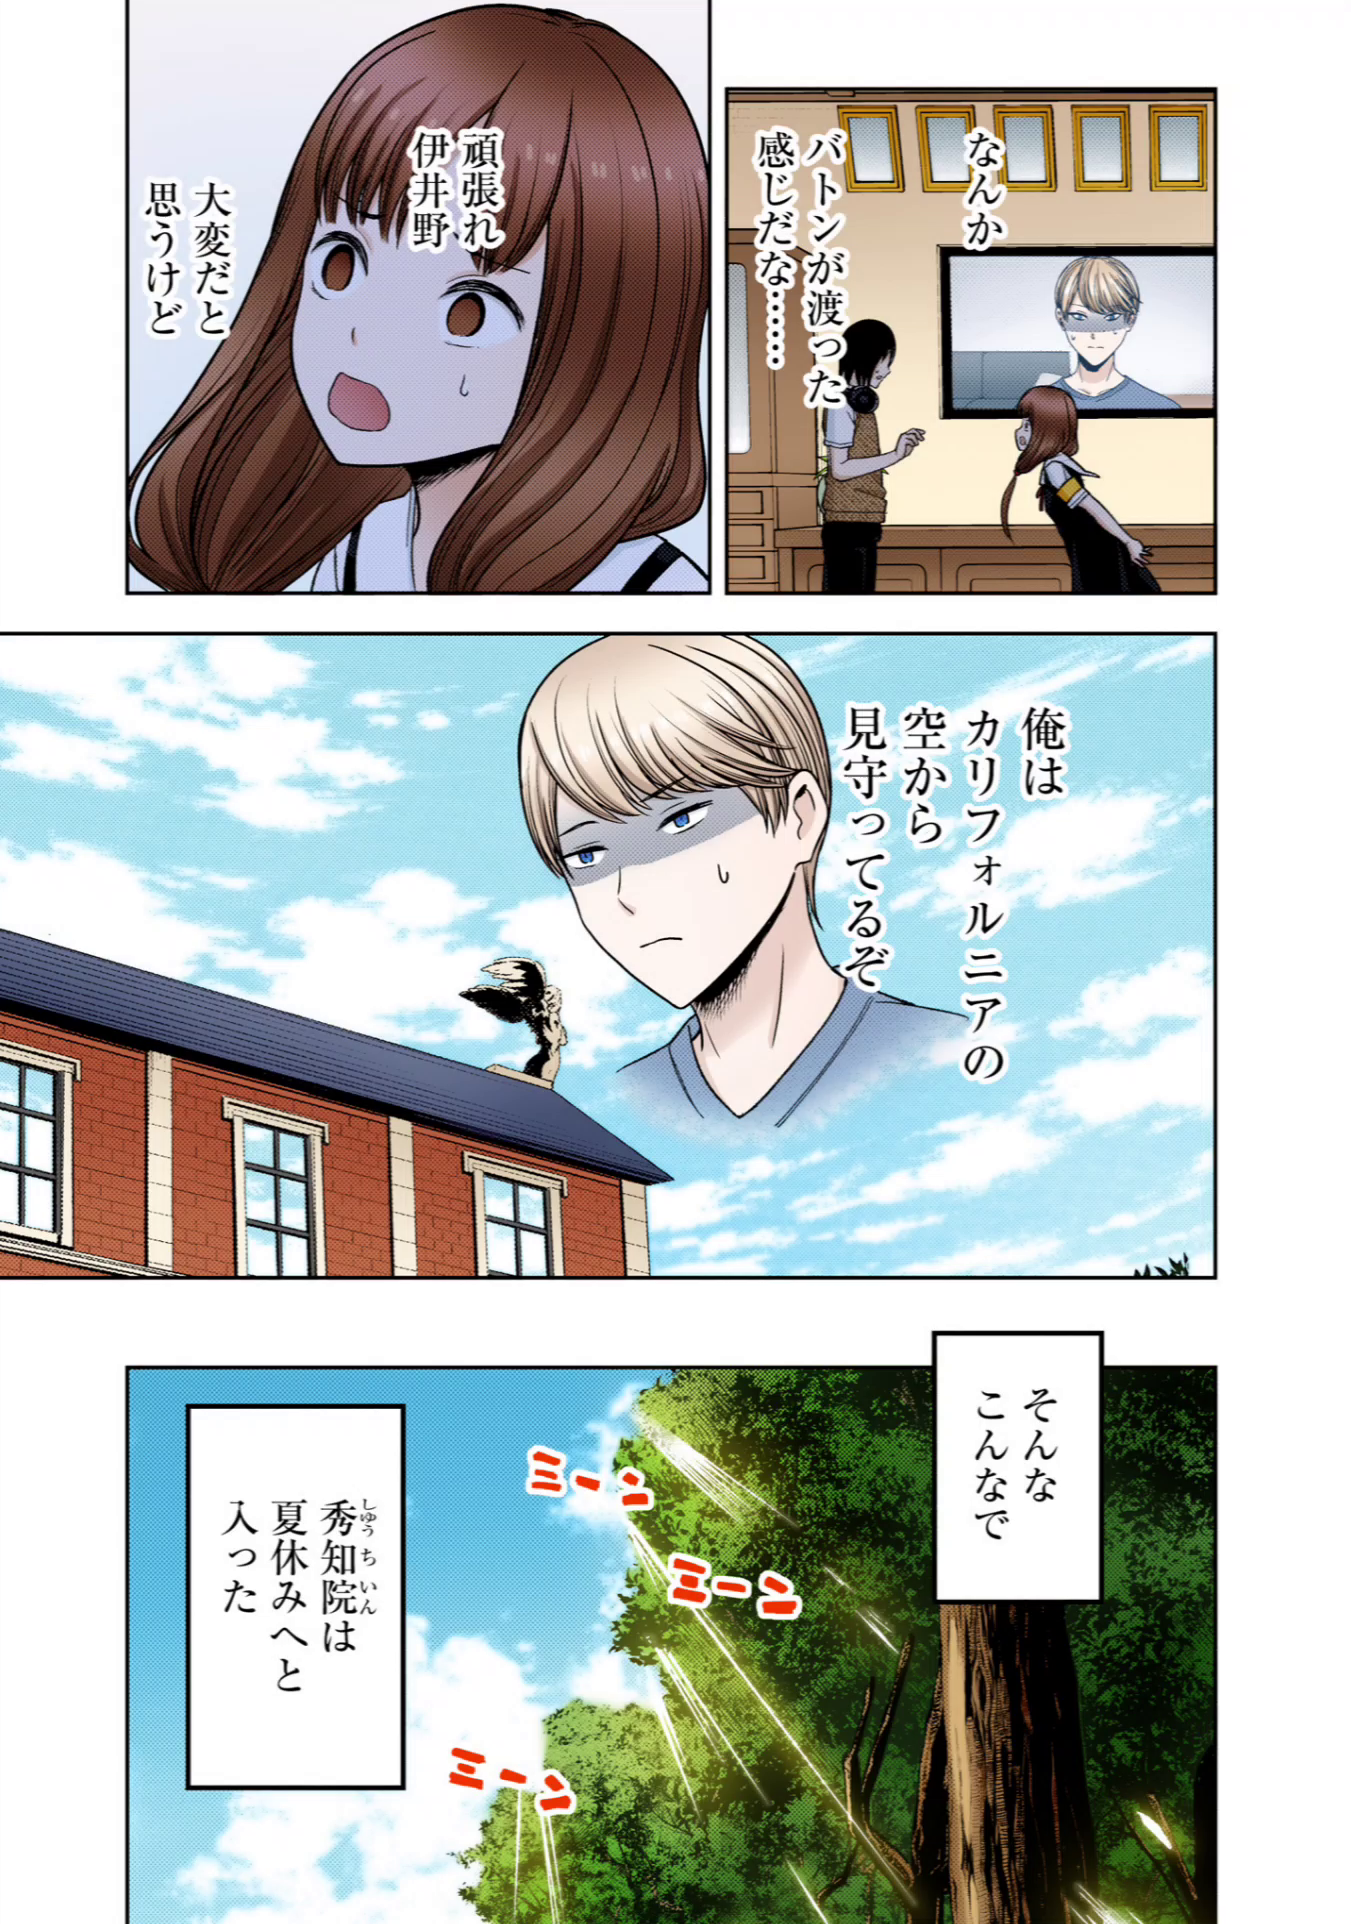 なんか
バトンが渡った
感じだな……
頑張れ
伊井野
大変だと
思うけど
俺は
カリフォルニアの
空から
見守ってるぞ
そんな
こんなで
ミーン
ミーン
ミーン
秀知院は
しゅうちいん
夏休みへと
入った